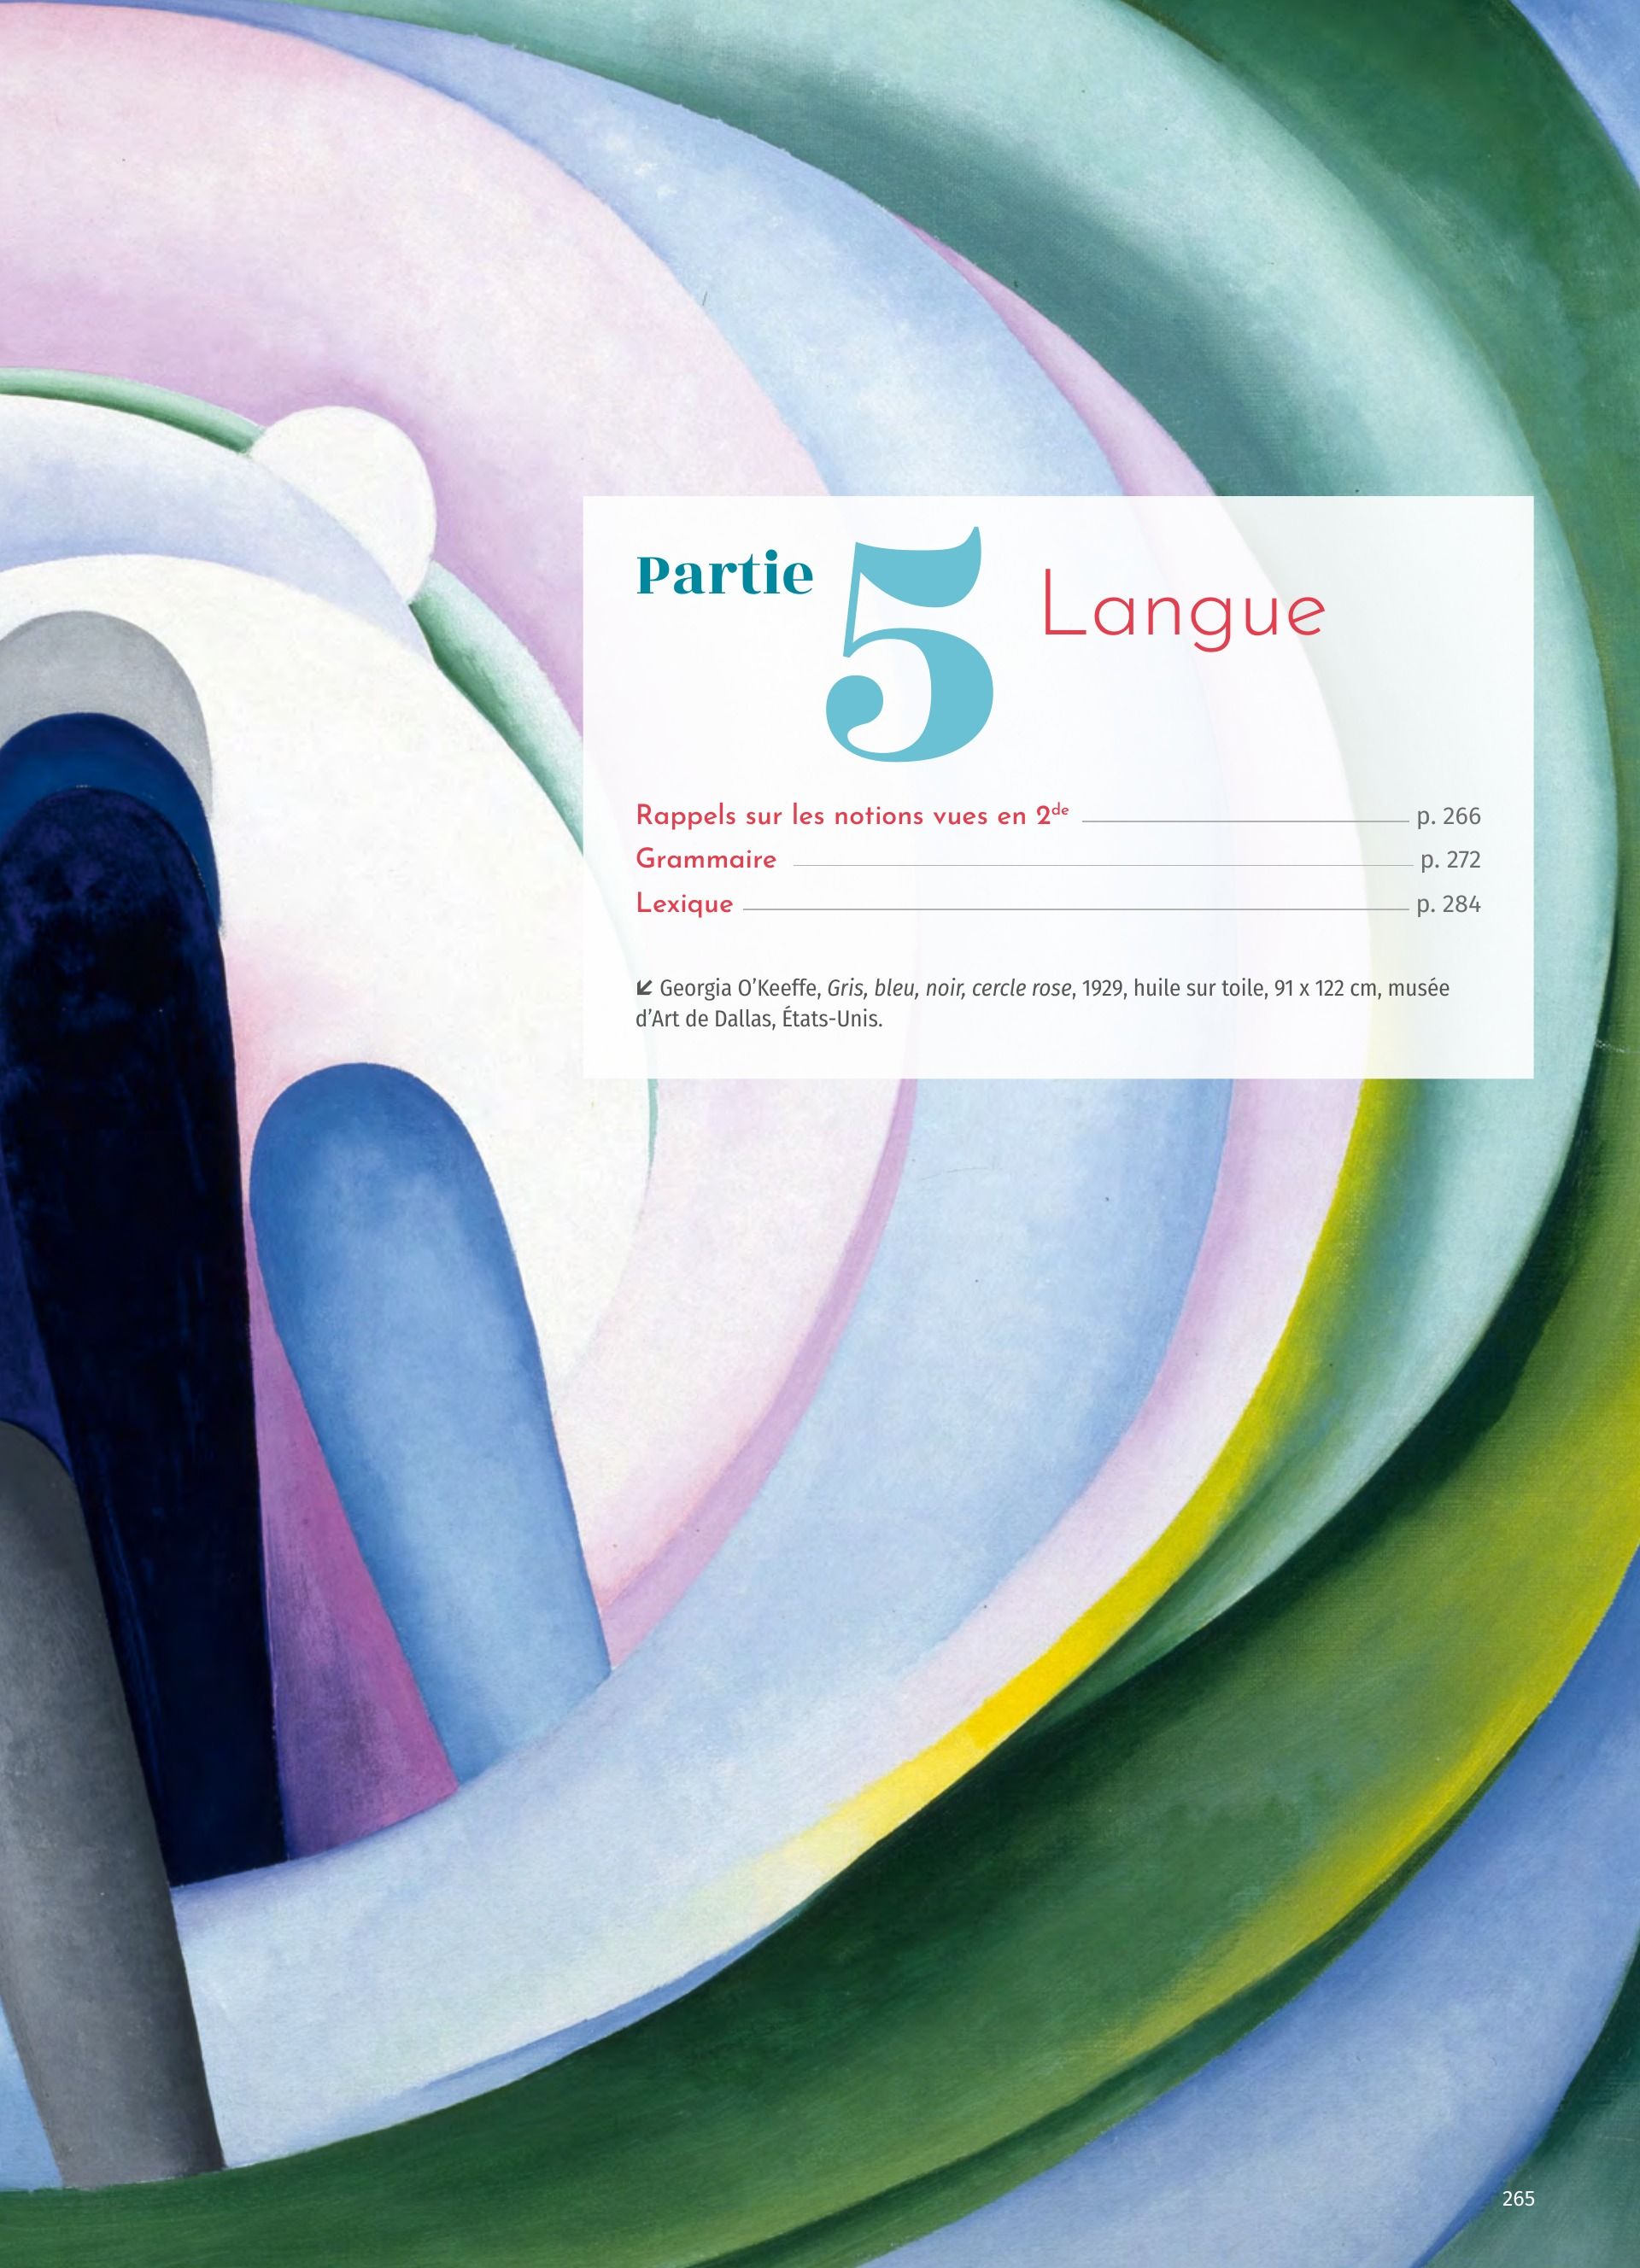 Partie 5 Langue
Rappels sur les notions vues en 2de p. 266
Grammaire p. 272
Lexique p. 284
↙ Georgia O’Keeffe, Gris, bleu, noir, cercle rose, 1929, huile sur toile, 91 x 122 cm, musée
d’Art de Dallas, États-Unis.
265